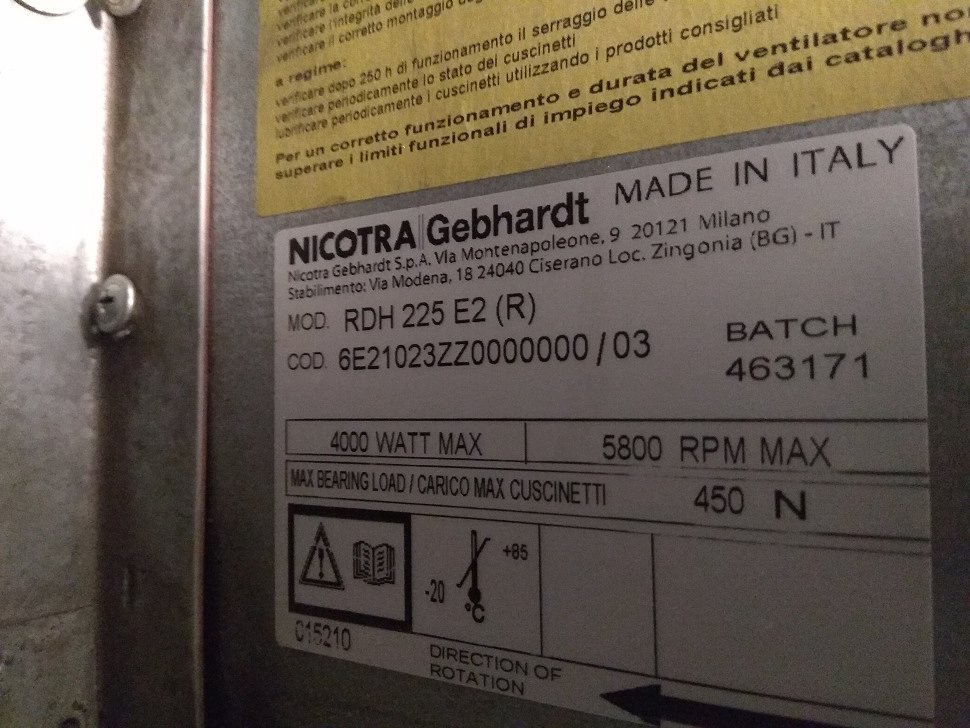 verificare la
verificare l'integrità delle
verificare il corretto montaggio
a regime:
verificare dopo 250 h di funzionamento il serraggio delle
verificare periodicamente lo stato dei cuscinetti
lubrificare periodicamente i cuscinetti utilizzando i prodotti consigliati
Per un corretto funzionamento e durata del ventilatore
superare i limiti funzionali di impiego indicati dai
NICOTRA Gebhardt MADE IN ITALY
Nicotra Gebhardt S.p.A. Via Montenapoleone, 9 20121 Milano
Stabilimento: Via Modena, 18 24040 Ciserano Loc. Zingonia (BG) - IT
MOD. RDH 225 E2 (R)
COD. 6E21023ZZ0000000 / 03
BATCH
463171
4000 WATT MAX 5800 RPM MAX
MAX BEARING LOAD / CARICO MAX CUSCINETTI 450 N
+85
-20
°C
C15210
DIRECTION OF
ROTATION